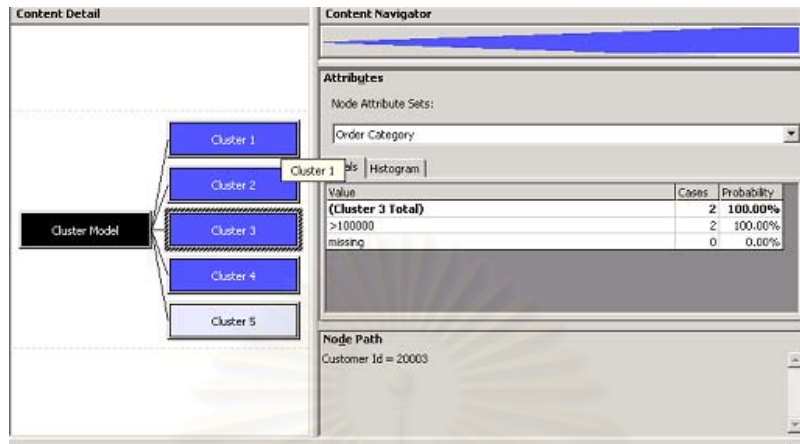 Content Detail
Cluster Model
Cluster 1
Cluster 2
Cluster 3
Cluster 4
Cluster 5
Cluster 1
Content Navigator
Attributes
Node Attribute Sets:
Order Category
Histogram
Value Cases Probability
(Cluster 3 Total) 2 100.00%
>100000 2 100.00%
missing 0 0.00%
Node Path
Customer Id = 20003